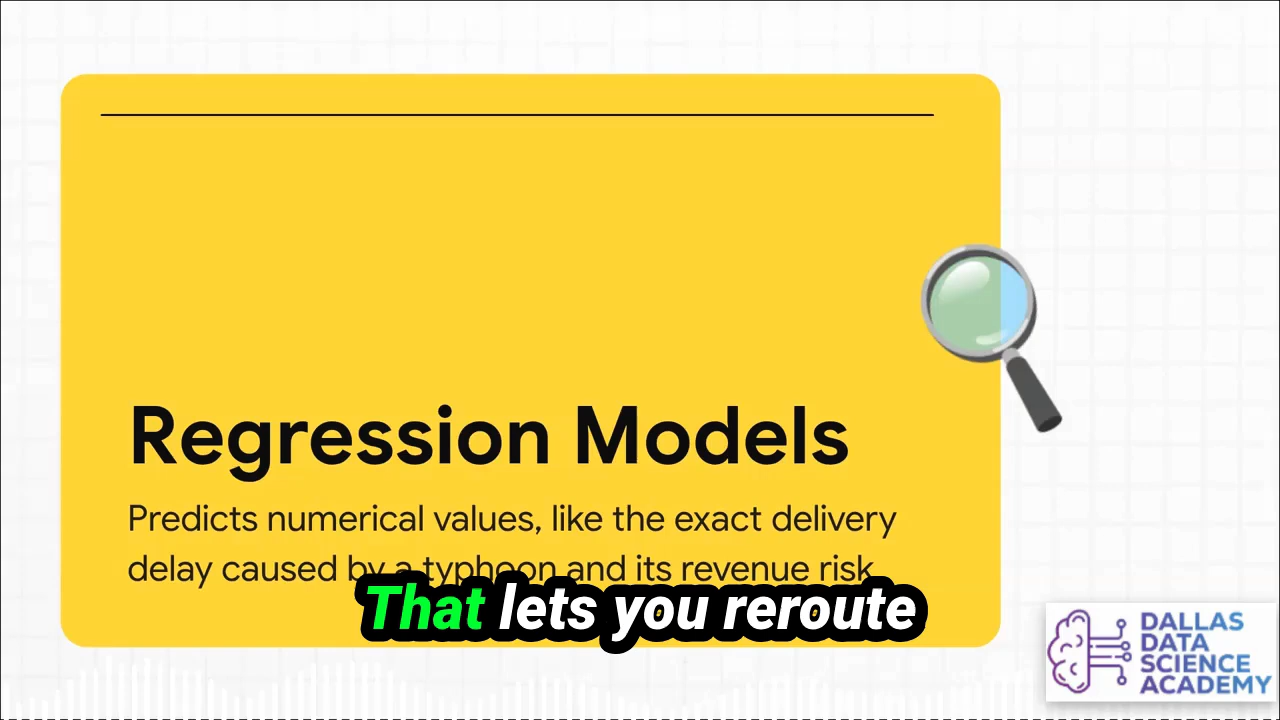 Regression Models
Predicts numerical values, like the exact delivery
delay caused by a typhoon and its revenue risk
That lets you reroute
DALLAS
DATA
SCIENCE
ACADEMY